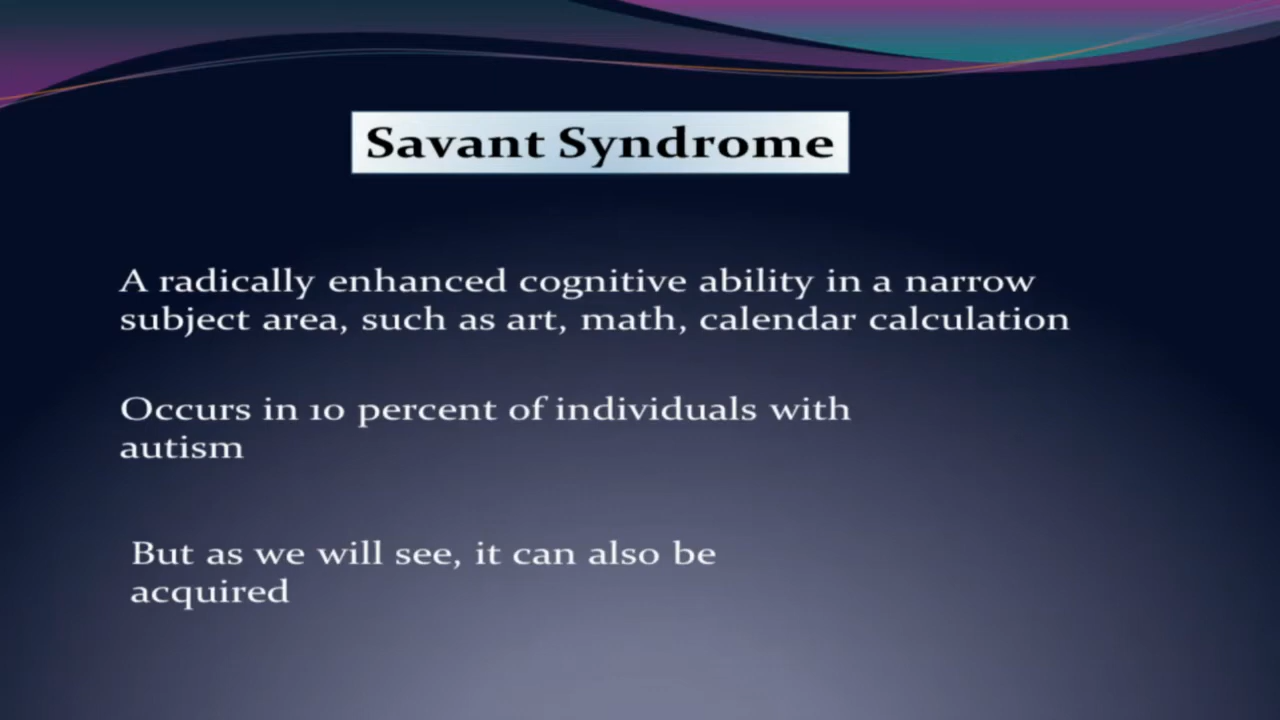 Savant Syndrome
A radically enhanced cognitive ability in a narrow
subject area, such as art, math, calendar calculation
Occurs in 10 percent of individuals with
autism
But as we will see, it can also be
acquired